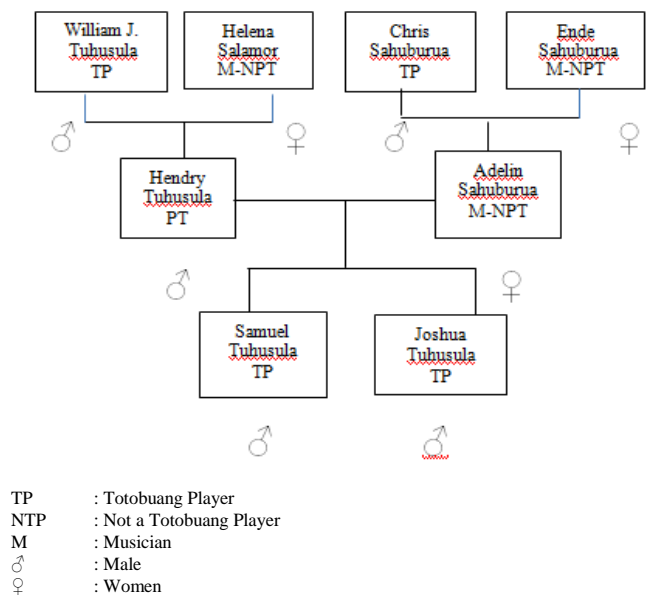 William J.
Tuhusula
TP
Helena
Salamor
M-NPT
Chris
Sahuburua
TP
Ende
Sahuburua
M-NPT
Hendry
Tuhusula
PT
Adelin
Sahuburua
M-NPT
Samuel
Tuhusula
TP
Joshua
Tuhusula
TP
TP : Totobuang Player
NTP : Not a Totobuang Player
M : Musician
♂ : Male
♀ : Women